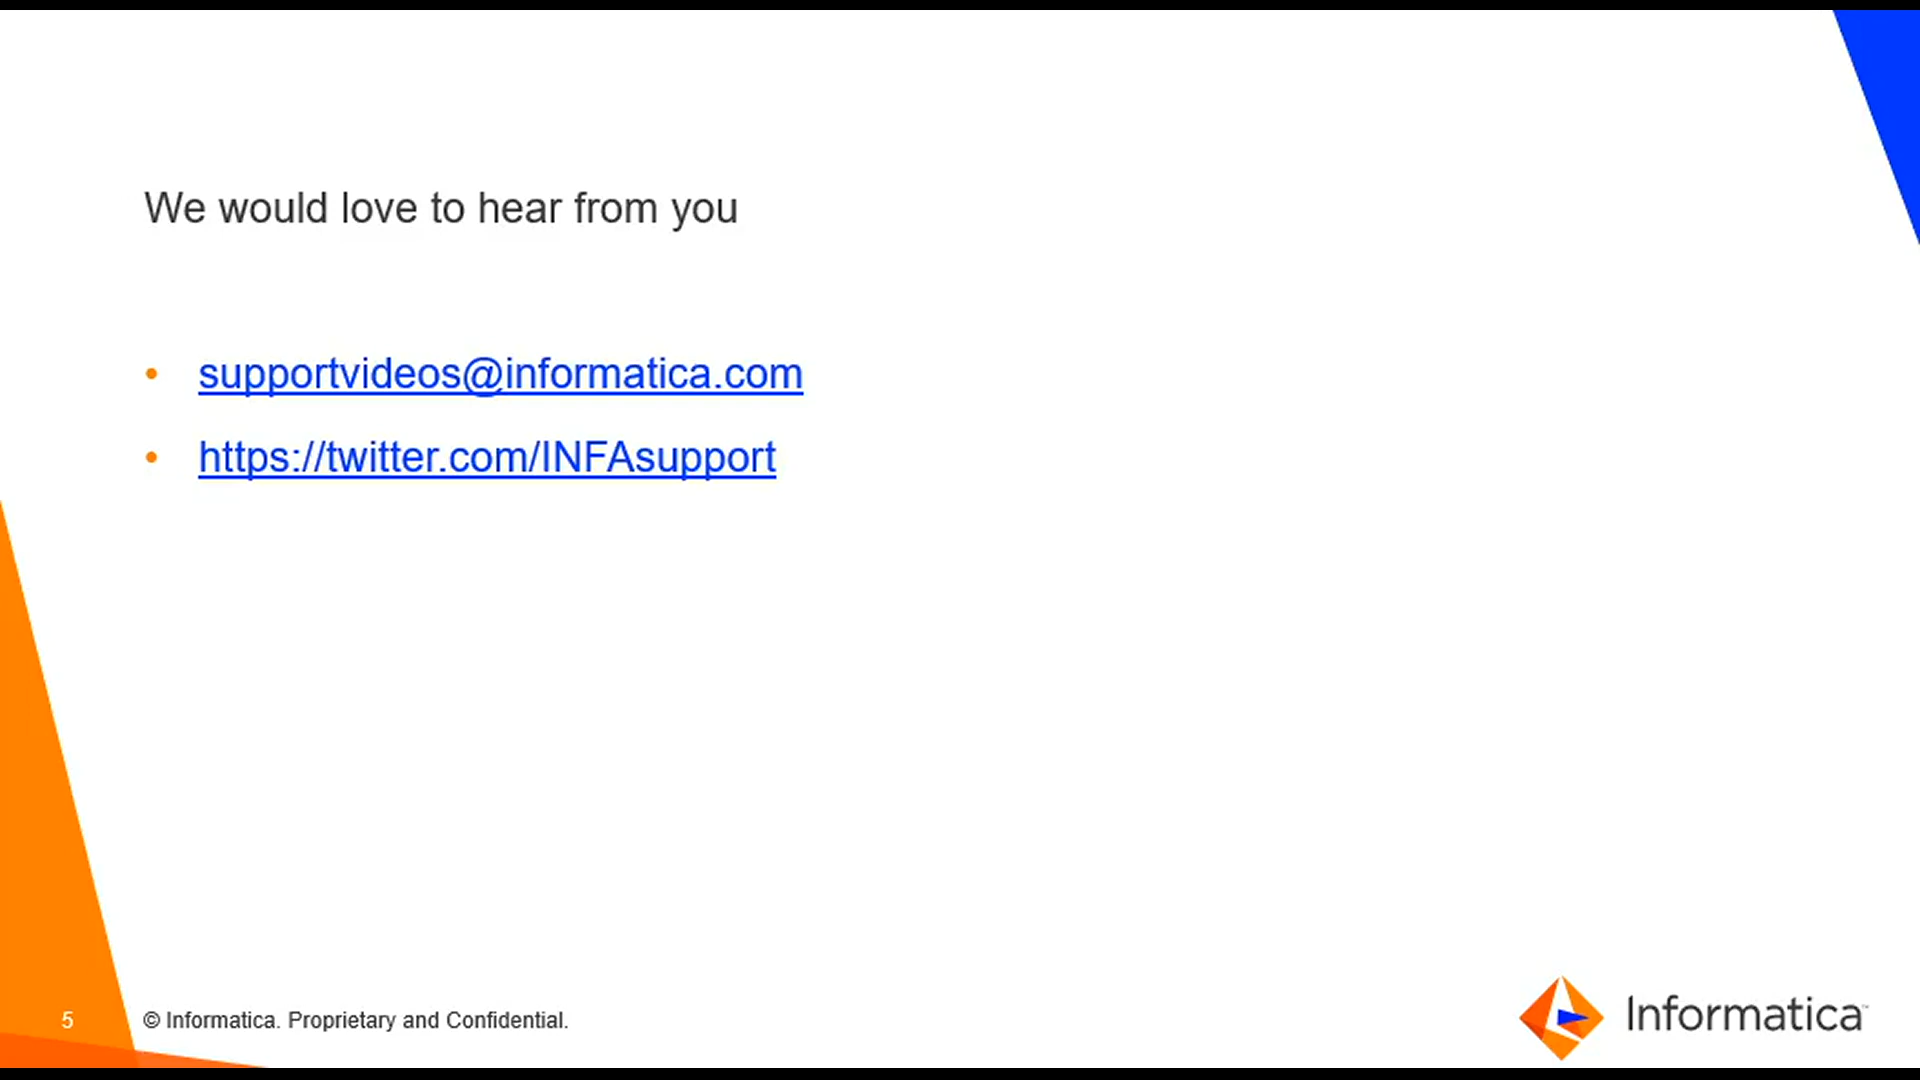 We would love to hear from you
• supportvideos@informatica.com
• https://twitter.com/INFAsupport
5 © Informatica. Proprietary and Confidential.
Informatica™